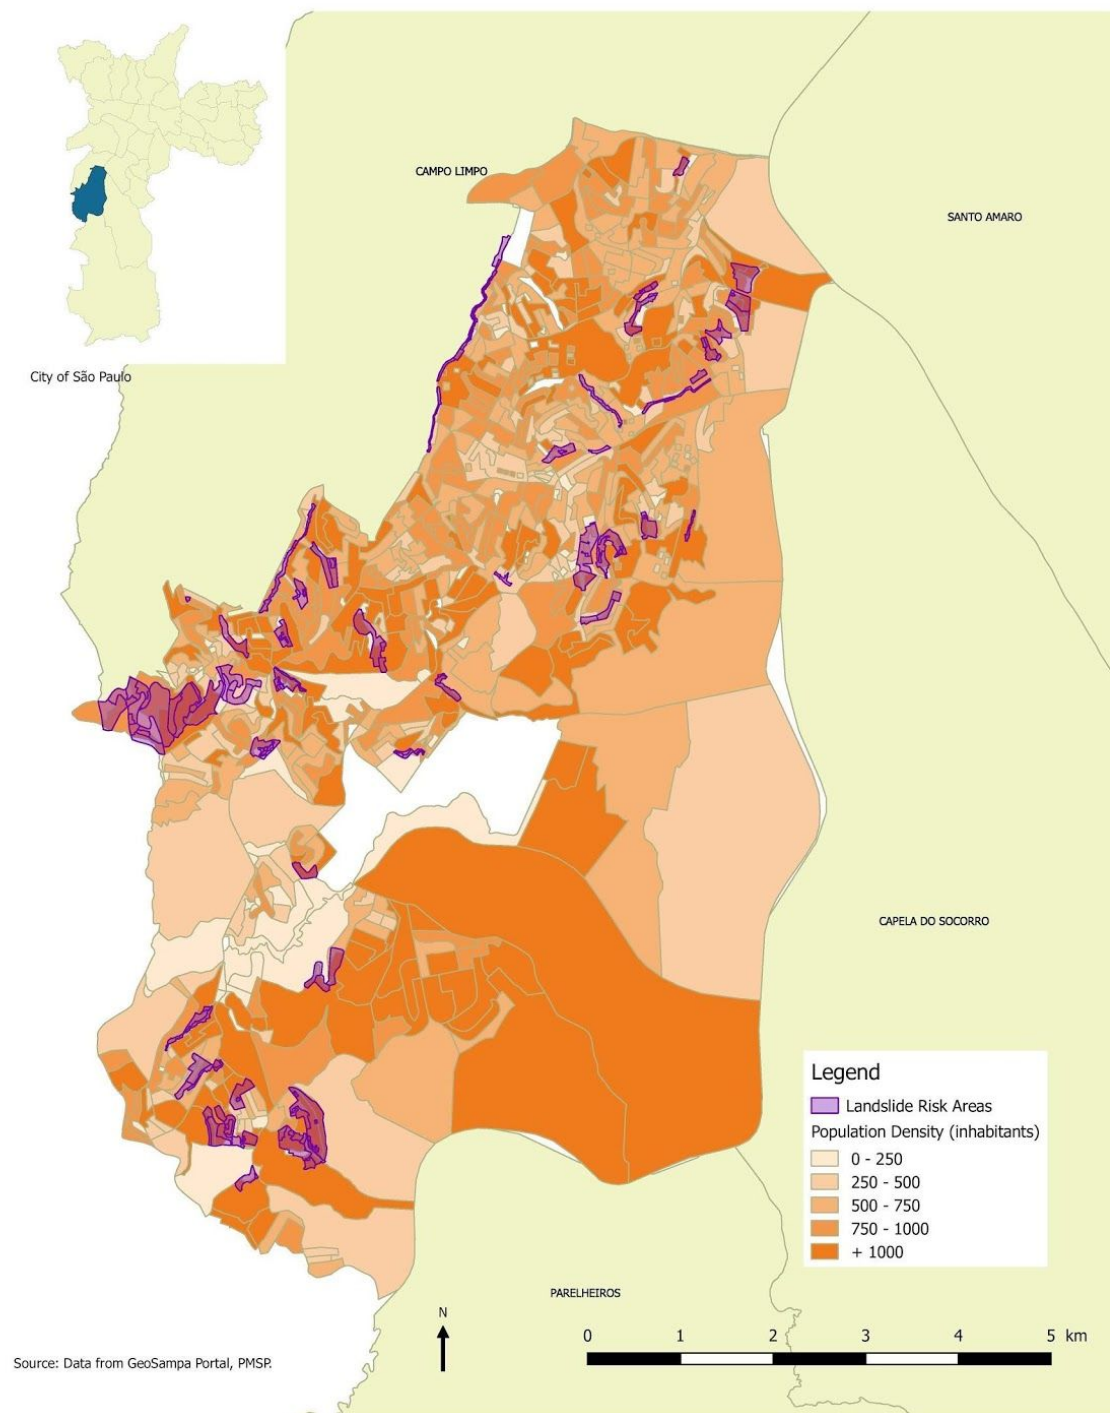 CAMPO LIMPO
SANTO AMARO
City of São Paulo
CAPELA DO SOCORRO
Legend
Landslide Risk Areas
Population Density (inhabitants)
0 - 250
250 - 500
500 - 750
750 - 1000
+ 1000
PARELHEIROS
N
0 1 2 3 4 5 km
Source: Data from GeoSampa Portal, PMSP.